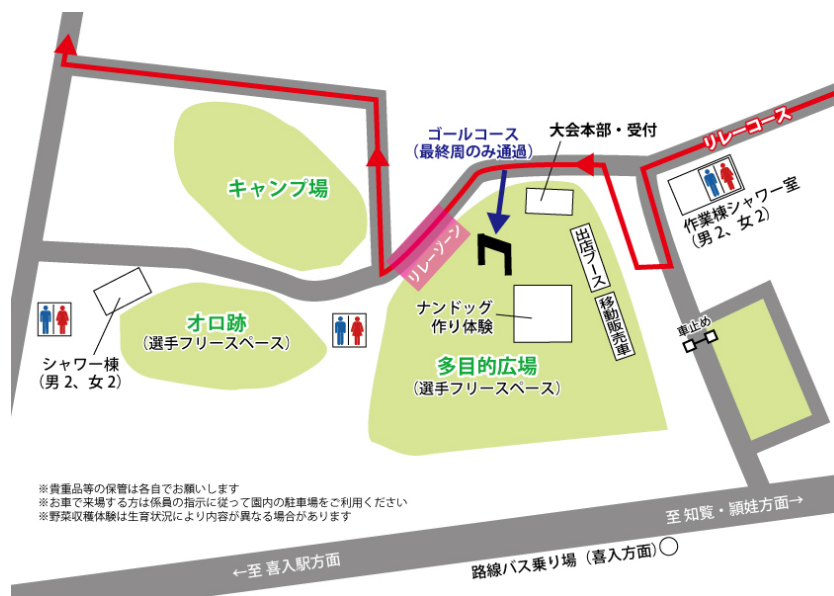 ゴールコース
(最終周のみ通過)
大会本部・受付
リレーコース
キャンプ場
作業棟シャワー室
(男2、女2)
リレーゾーン
出店ブース
移動販売車
ナンドッグ
作り体験
車止め
オロ跡
(選手フリースペース)
シャワー棟
(男2、女2)
多目的広場
(選手フリースペース)
※貴重品等の保管は各自でお願いします
※お車で来場する方は係員の指示に従って園内の駐車場をご利用ください
※野菜収穫体験は生育状況により内容が異なる場合があります
至 知覧・頴娃方面→
←至 喜入駅方面
路線バス乗り場(喜入方面)